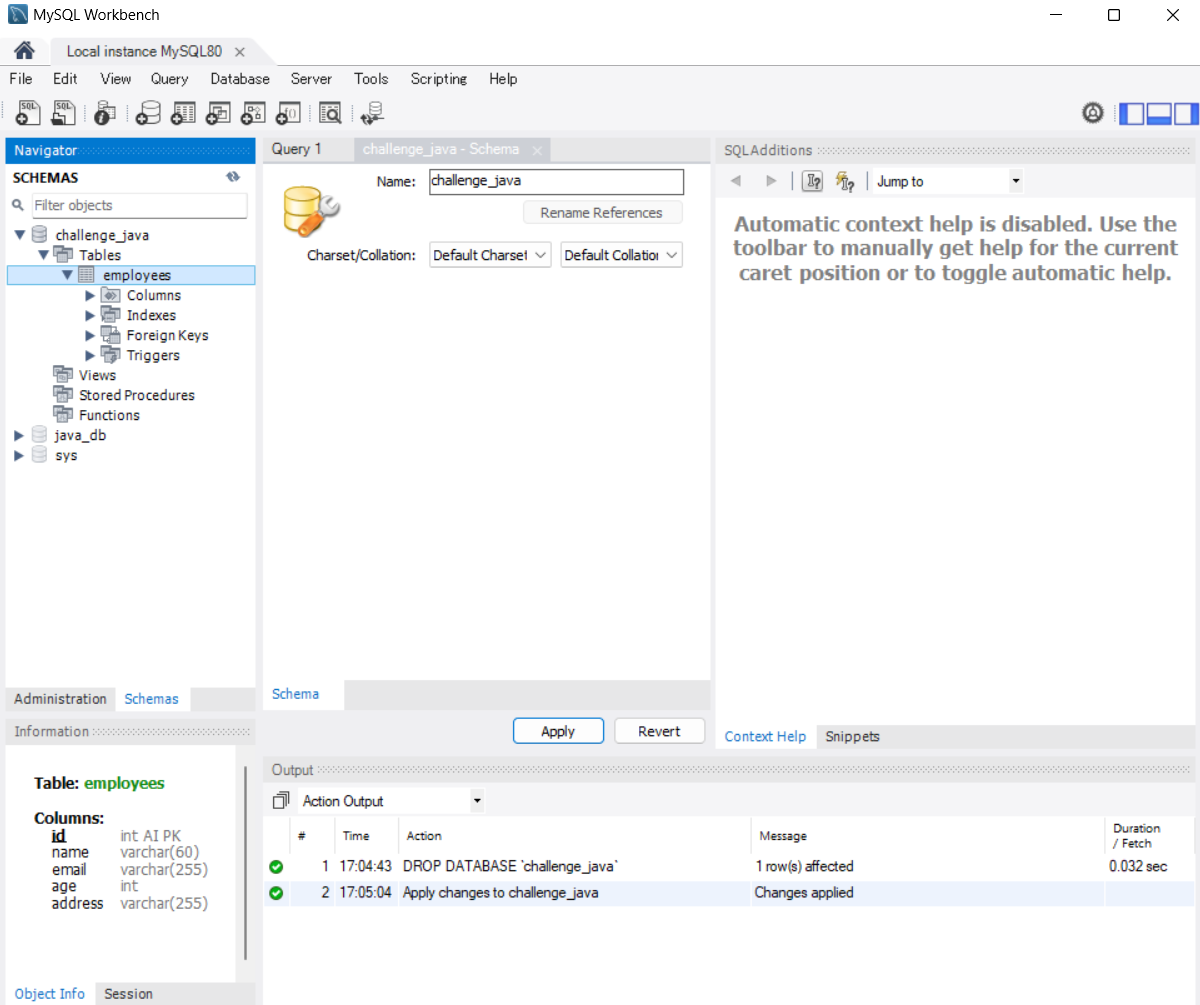 MySQL Workbench
Local instance MySQL80
File Edit View Query Database Server Tools Scripting Help
Navigator
SCHEMAS
Filter objects
challenge_java
Tables
employees
Columns
Indexes
Foreign Keys
Triggers
Views
Stored Procedures
Functions
java_db
sys
Administration Schemas
Information
Table: employees
Columns:
id int AI PK
name varchar(60)
email varchar(255)
age int
address varchar(255)
Object Info Session
Query 1 challenge_java - Schema
Name: challenge_java
Rename References
Charset/Collation: Default Charset Default Collation
Schema
Apply Revert
SQLAdditions
Jump to
Automatic context help is disabled. Use the
toolbar to manually get help for the current
caret position or to toggle automatic help.
Context Help Snippets
Output
Action Output
# Time Action Message Duration / Fetch
1 17:04:43 DROP DATABASE `challenge_java` 1 row(s) affected 0.032 sec
2 17:05:04 Apply changes to challenge_java Changes applied